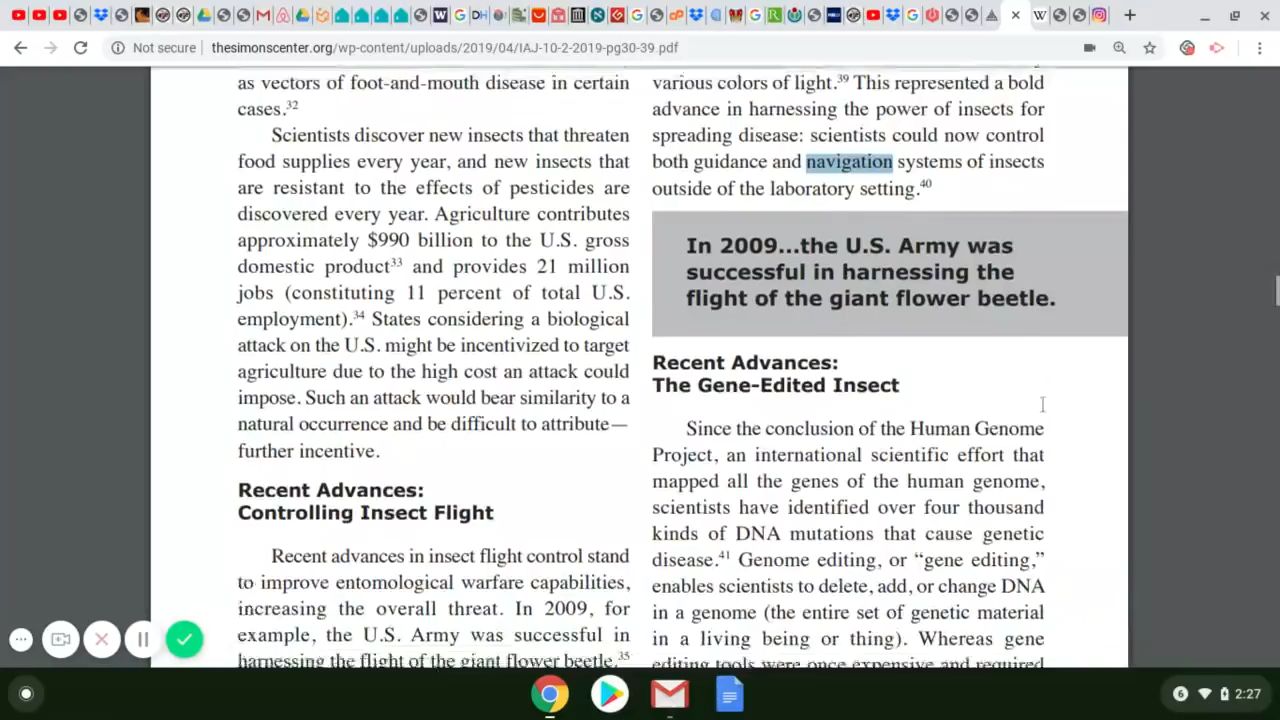 Not secure
thesimonscenter.org/wp-content/uploads/2019/04/IAJ-10-2-2019-pg30-39.pdf
as vectors of foot-and-mouth disease in certain
cases.32
Scientists discover new insects that threaten
food supplies every year, and new insects that
are resistant to the effects of pesticides are
discovered every year. Agriculture contributes
approximately $990 billion to the U.S. gross
domestic product33 and provides 21 million
jobs (constituting 11 percent of total U.S.
employment).34 States considering a biological
attack on the U.S. might be incentivized to target
agriculture due to the high cost an attack could
impose. Such an attack would bear similarity to a
natural occurrence and be difficult to attribute—
further incentive.
Recent Advances:
Controlling Insect Flight
Recent advances in insect flight control stand
to improve entomological warfare capabilities,
increasing the overall threat. In 2009, for
example, the U.S. Army was successful in
harnessing the flight of the giant flower beetle.35
various colors of light.39 This represented a bold
advance in harnessing the power of insects for
spreading disease: scientists could now control
both guidance and navigation systems of insects
outside of the laboratory setting.40
In 2009...the U.S. Army was
successful in harnessing the
flight of the giant flower beetle.
Recent Advances:
The Gene-Edited Insect
Since the conclusion of the Human Genome
Project, an international scientific effort that
mapped all the genes of the human genome,
scientists have identified over four thousand
kinds of DNA mutations that cause genetic
disease.41 Genome editing, or “gene editing,”
enables scientists to delete, add, or change DNA
in a genome (the entire set of genetic material
in a living being or thing). Whereas gene
editing tools were once expensive and required
6
2:27